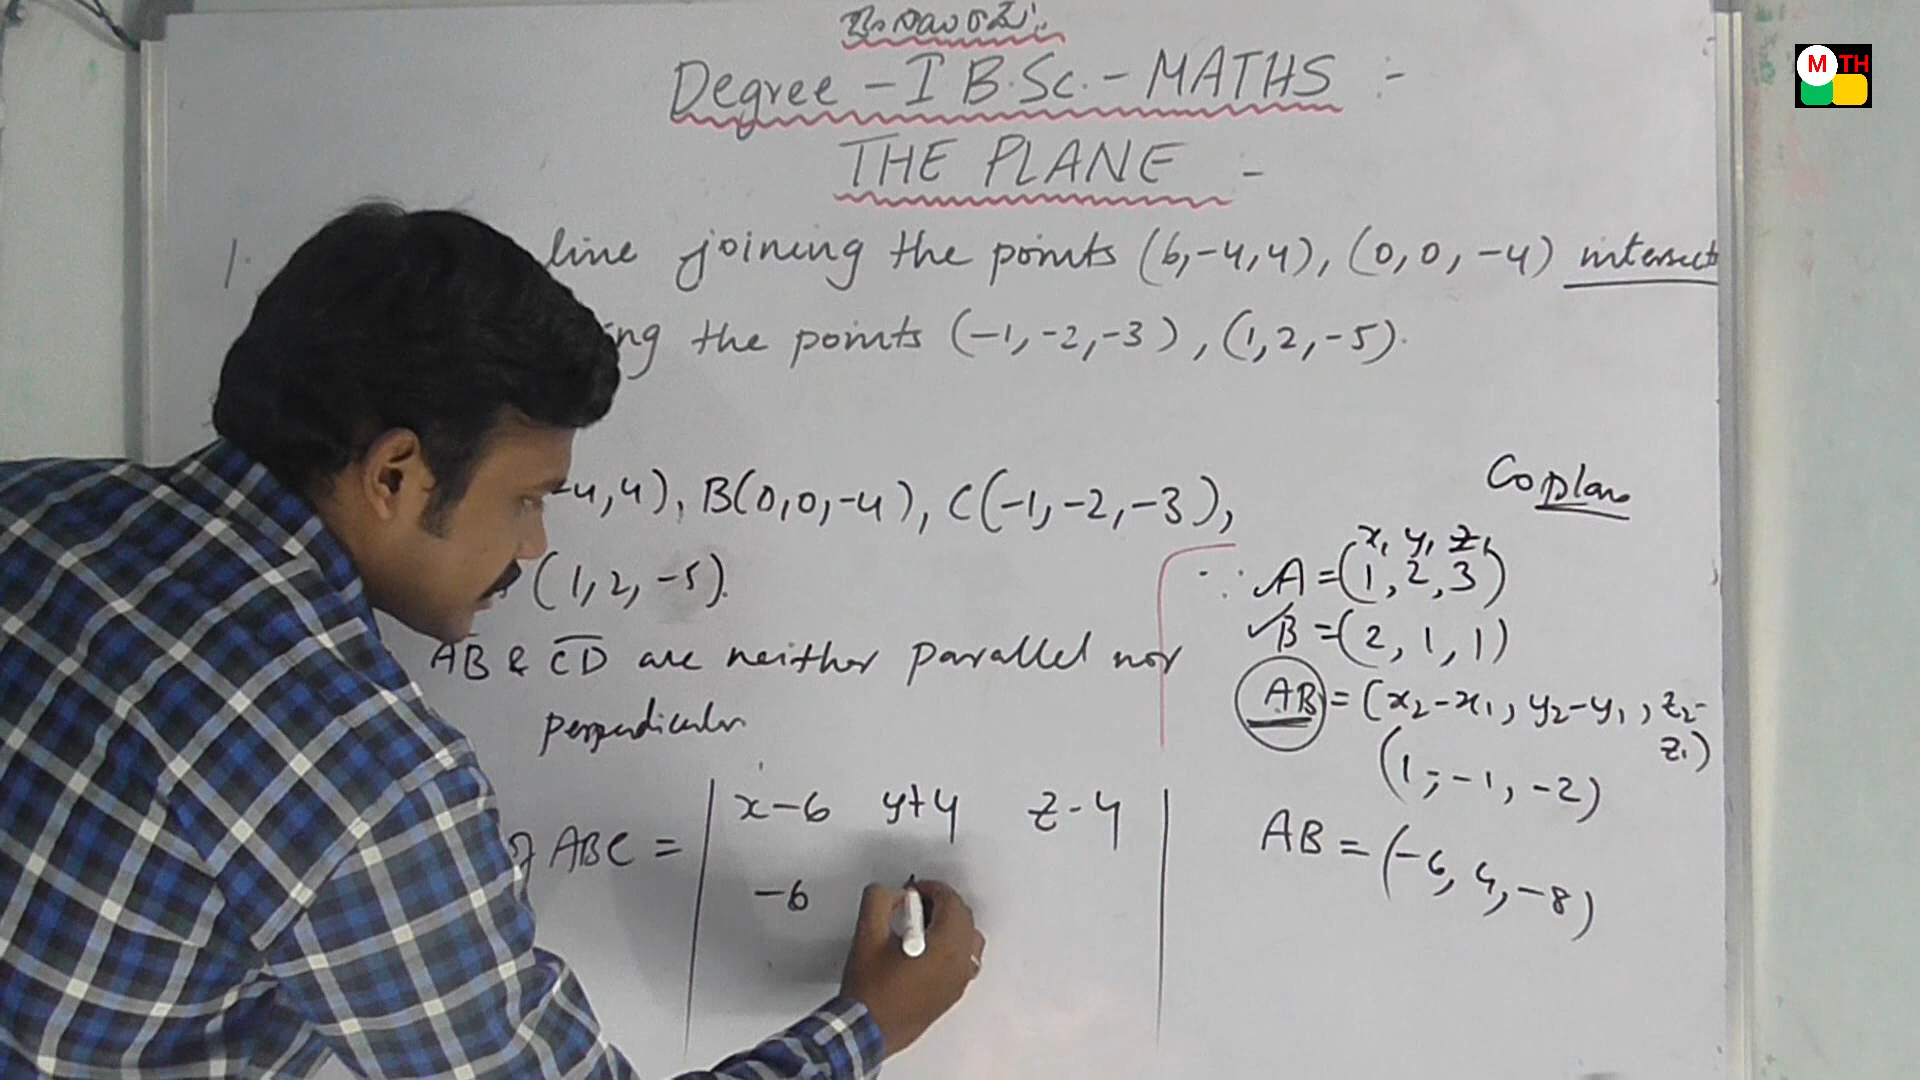 Degree - I B.Sc. - MATHS :-
THE PLANE -
1. line joining the points (6,-4,4), (0,0,-4) intersect
ng the points (-1,-2,-3), (1,2,-5).
-4,4), B(0,0,-4), C(-1,-2,-3),
(1,2,-5).
AB & CD are neither parallel nor
perpendicular
ABC = | x-6 y+4 z-4 |
-6
Coplane
x₁ y₁ z₁
∵ A = (1, 2, 3)
✓B = (2, 1, 1)
AB = (x₂-x₁, y₂-y₁, z₂-
z₁)
(1, -1, -2)
AB = (-6, 4, -8)
M TH